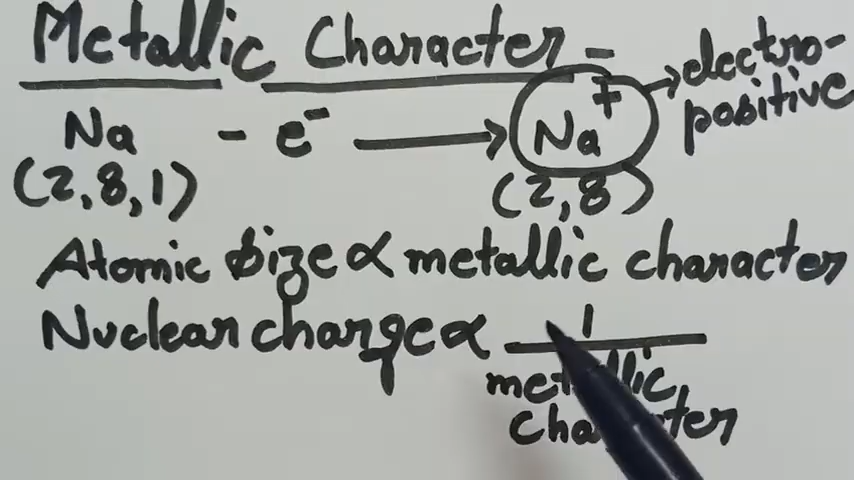 Metallic Character -
Na - e⁻ → Na⁺ → electro-
positive
(2,8,1) (2,8)
Atomic size ∝ metallic character
Nuclear charge ∝ 1
metallic
character